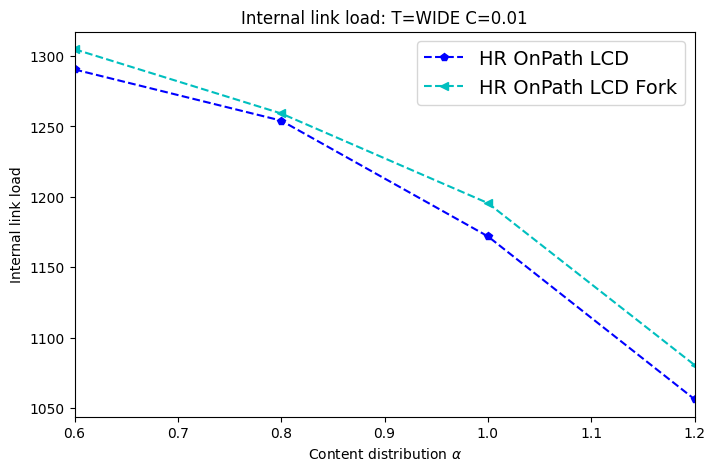 Internal link load: T=WIDE C=0.01
HR OnPath LCD
HR OnPath LCD Fork
Internal link load
1300
1250
1200
1150
1100
1050
0.6 0.7 0.8 0.9 1.0 1.1 1.2
Content distribution α